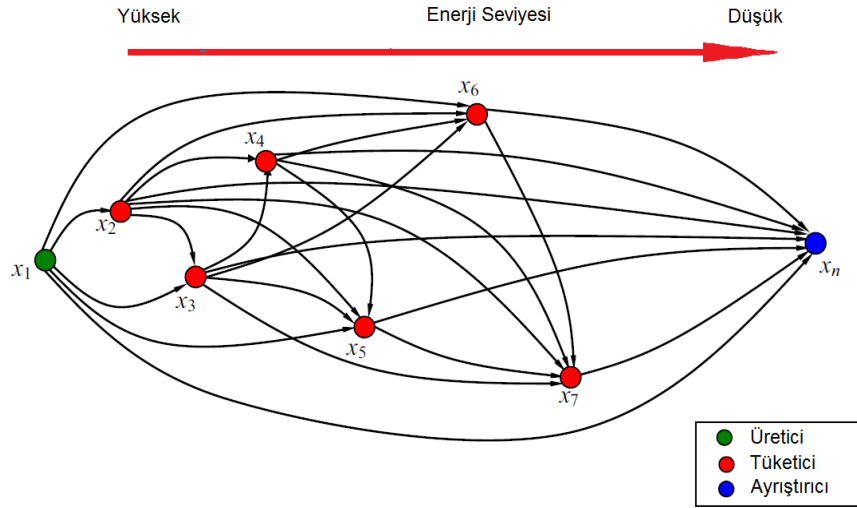 Yüksek
Enerji Seviyesi
Düşük
x6
x4
x2
x1
x3
xn
x5
x7
Üretici
Tüketici
Ayrıştırıcı